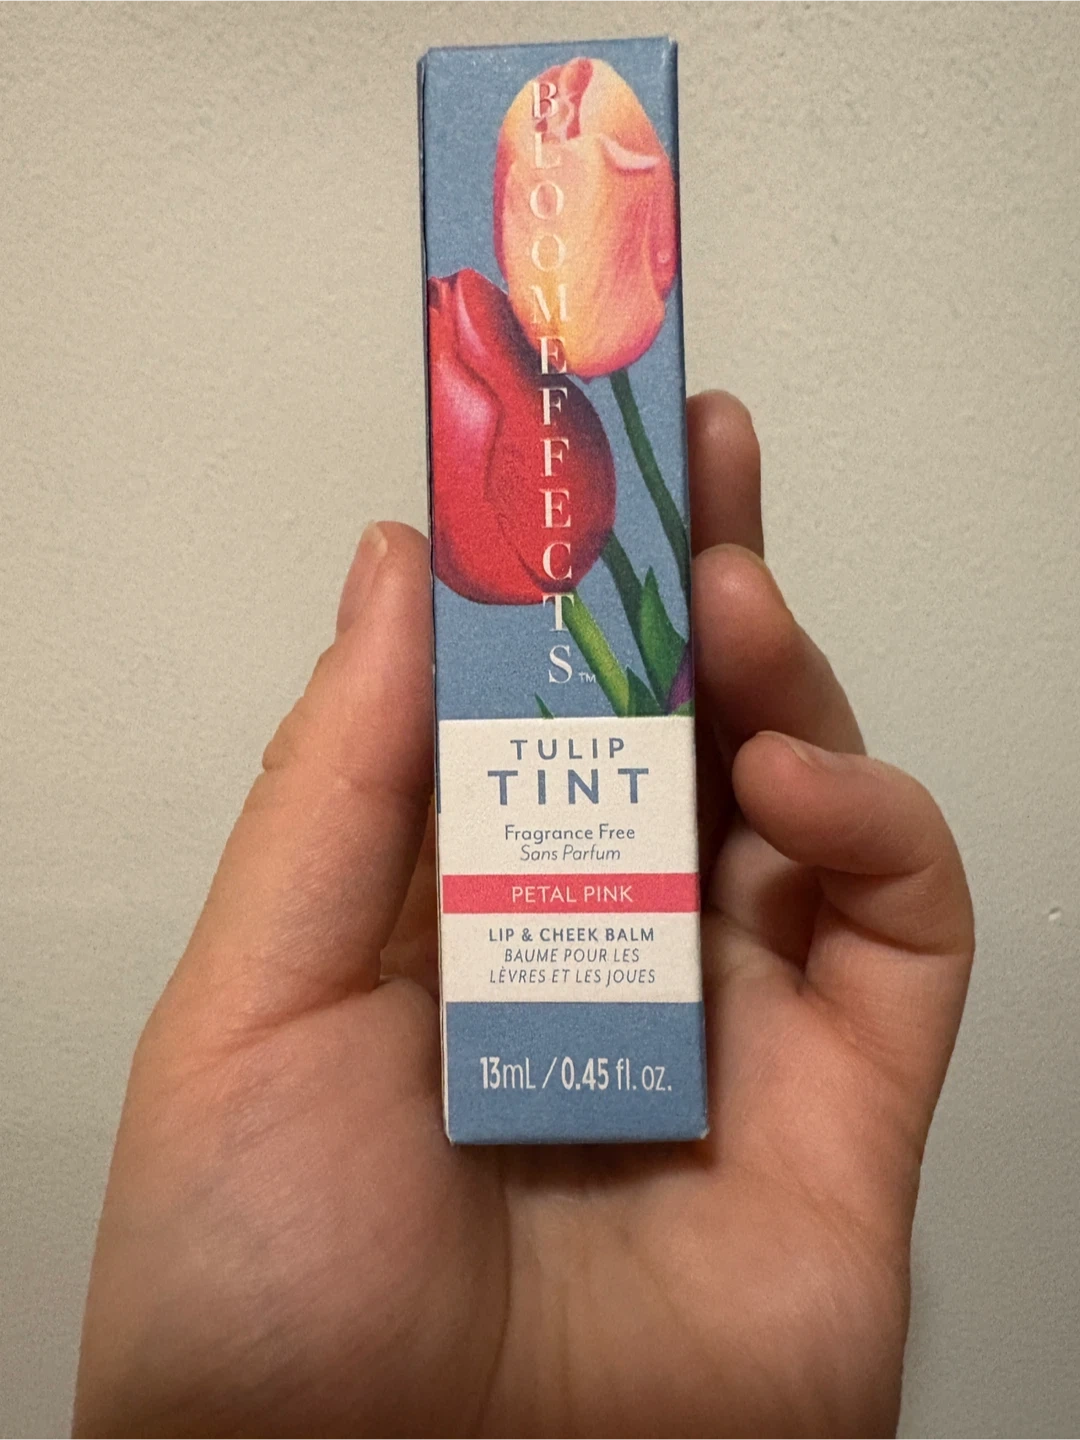 BLOOMEFFECTS™
TULIP
TINT
Fragrance Free
Sans Parfum
PETAL PINK
LIP & CHEEK BALM
BAUME POUR LES
LÈVRES ET LES JOUES
13mL / 0.45 fl. oz.